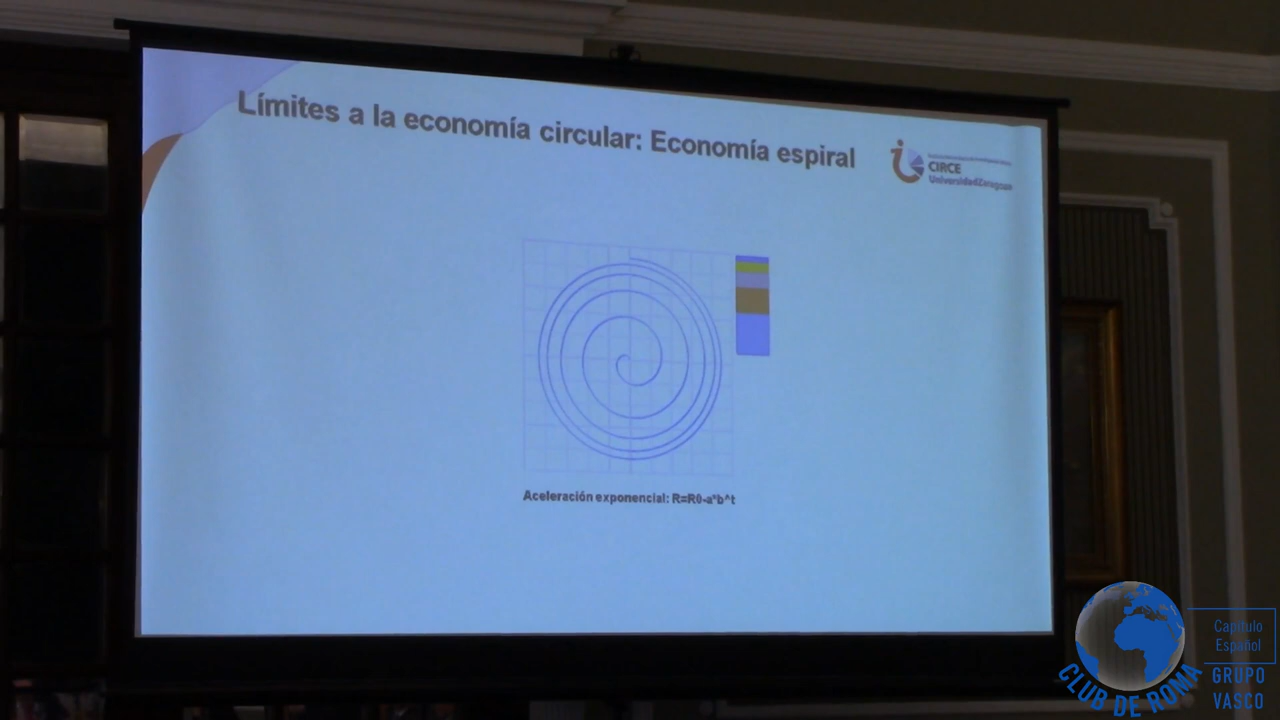 Límites a la economía circular: Economía espiral
CIRCE
UniversidadZaragoza
Aceleración exponencial: R=R0-a*b^t
Capítulo
Español
GRUPO
VASCO
CLUB DE ROMA